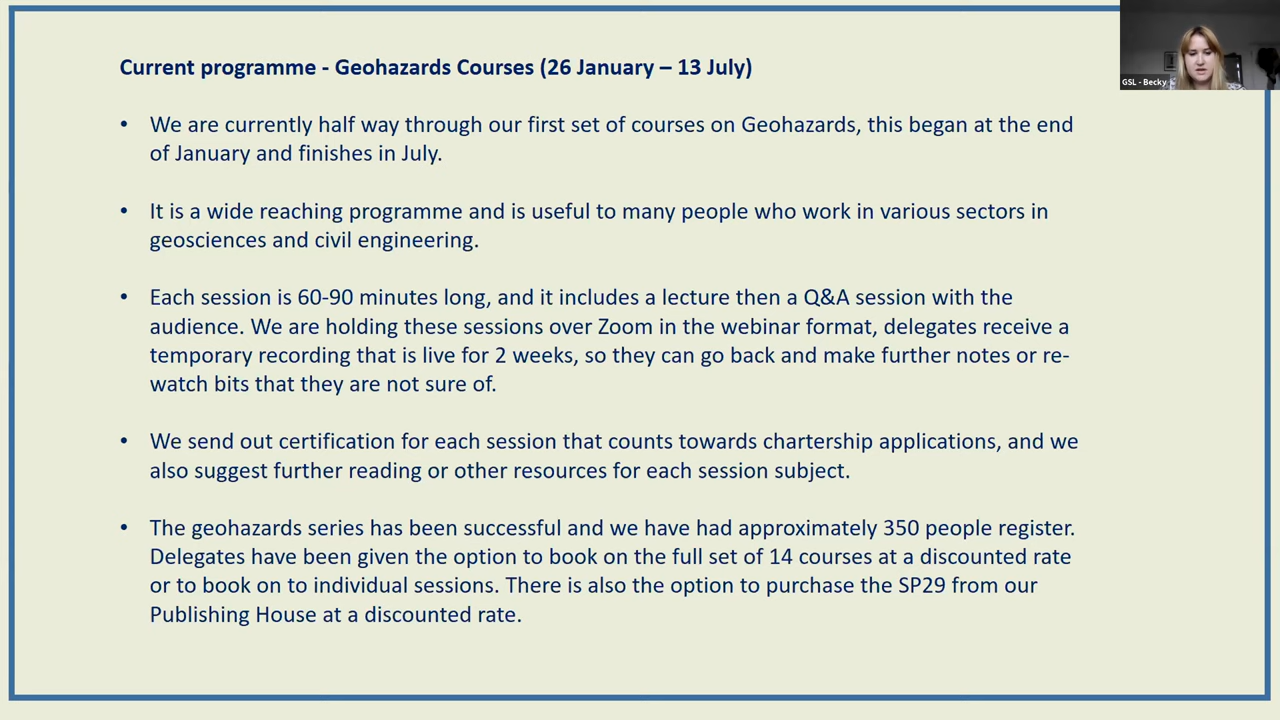 Current programme - Geohazards Courses (26 January – 13 July)
GSL - Becky
• We are currently half way through our first set of courses on Geohazards, this began at the end
of January and finishes in July.
• It is a wide reaching programme and is useful to many people who work in various sectors in
geosciences and civil engineering.
• Each session is 60-90 minutes long, and it includes a lecture then a Q&A session with the
audience. We are holding these sessions over Zoom in the webinar format, delegates receive a
temporary recording that is live for 2 weeks, so they can go back and make further notes or re-
watch bits that they are not sure of.
• We send out certification for each session that counts towards chartership applications, and we
also suggest further reading or other resources for each session subject.
• The geohazards series has been successful and we have had approximately 350 people register.
Delegates have been given the option to book on the full set of 14 courses at a discounted rate
or to book on to individual sessions. There is also the option to purchase the SP29 from our
Publishing House at a discounted rate.